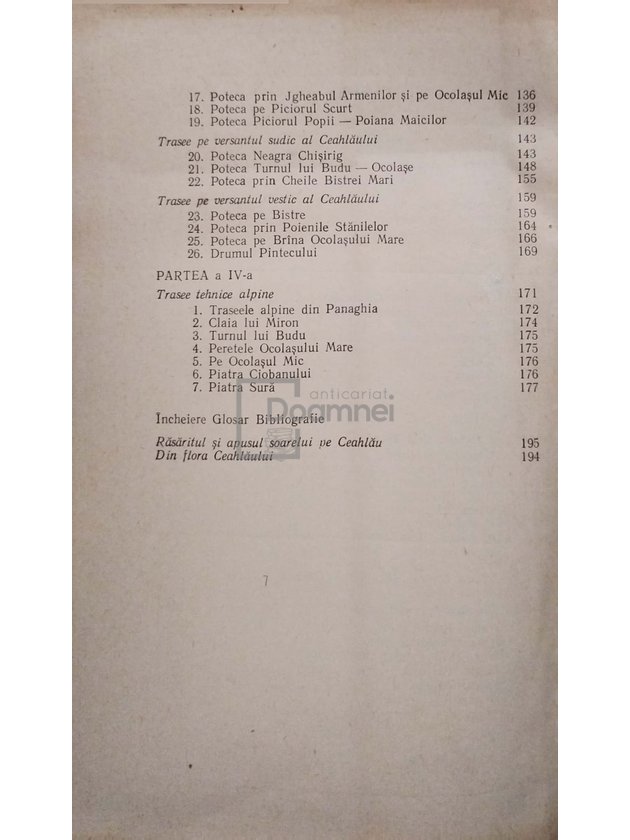 17. Poteca prin Jgheabul Armenilor și pe Ocolașul Mic 136
18. Poteca pe Piciorul Scurt 139
19. Poteca Piciorul Popii — Poiana Maicilor 142
Trasee pe versantul sudic al Ceahlăului 143
20. Poteca Neagra Chișirig 143
21. Poteca Turnul lui Budu — Ocolașe 148
22. Poteca prin Cheile Bistrei Mari 155
Trasee pe versantul vestic al Ceahlăului 159
23. Poteca pe Bistre 159
24. Poteca prin Poienile Stănilelor 164
25. Poteca pe Brîna Ocolașului Mare 166
26. Drumul Pintecului 169
PARTEA a IV-a
Trasee tehnice alpine 171
1. Traseele alpine din Panaghia 172
2. Claia lui Miron 174
3. Turnul lui Budu 175
4. Peretele Ocolașului Mare 175
5. Pe Ocolașul Mic 176
6. Piatra Ciobanului 176
7. Piatra Sură 177
anticariat
Doamnei
Încheiere Glosar Bibliografie
Răsăritul și apusul soarelui pe Ceahlău 195
Din flora Ceahlăului 194
7